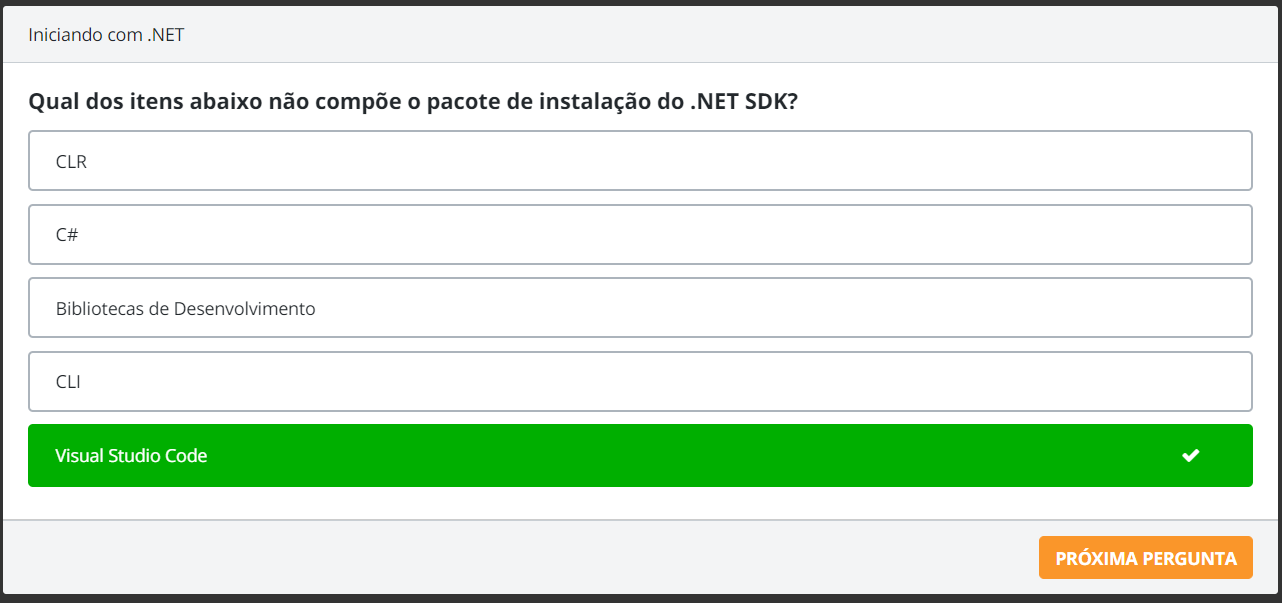 Iniciando com .NET
Qual dos itens abaixo não compõe o pacote de instalação do .NET SDK?
CLR
C#
Bibliotecas de Desenvolvimento
CLI
Visual Studio Code
PRÓXIMA PERGUNTA